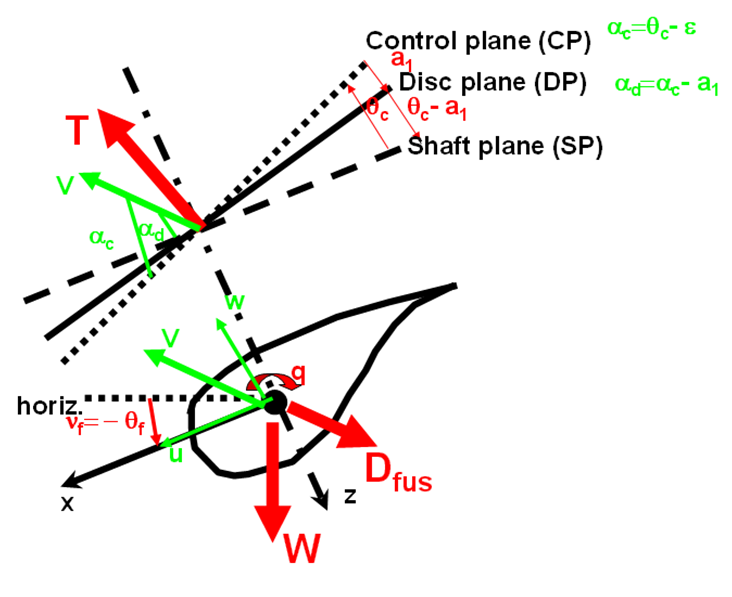 αc=θc- ε
Control plane (CP)
a1
Disc plane (DP)
αd=αc- a1
θc
θc- a1
Shaft plane (SP)
T
V
αc
αd
w
V
q
horiz.
νf=− θf
u
Dfus
x
z
W